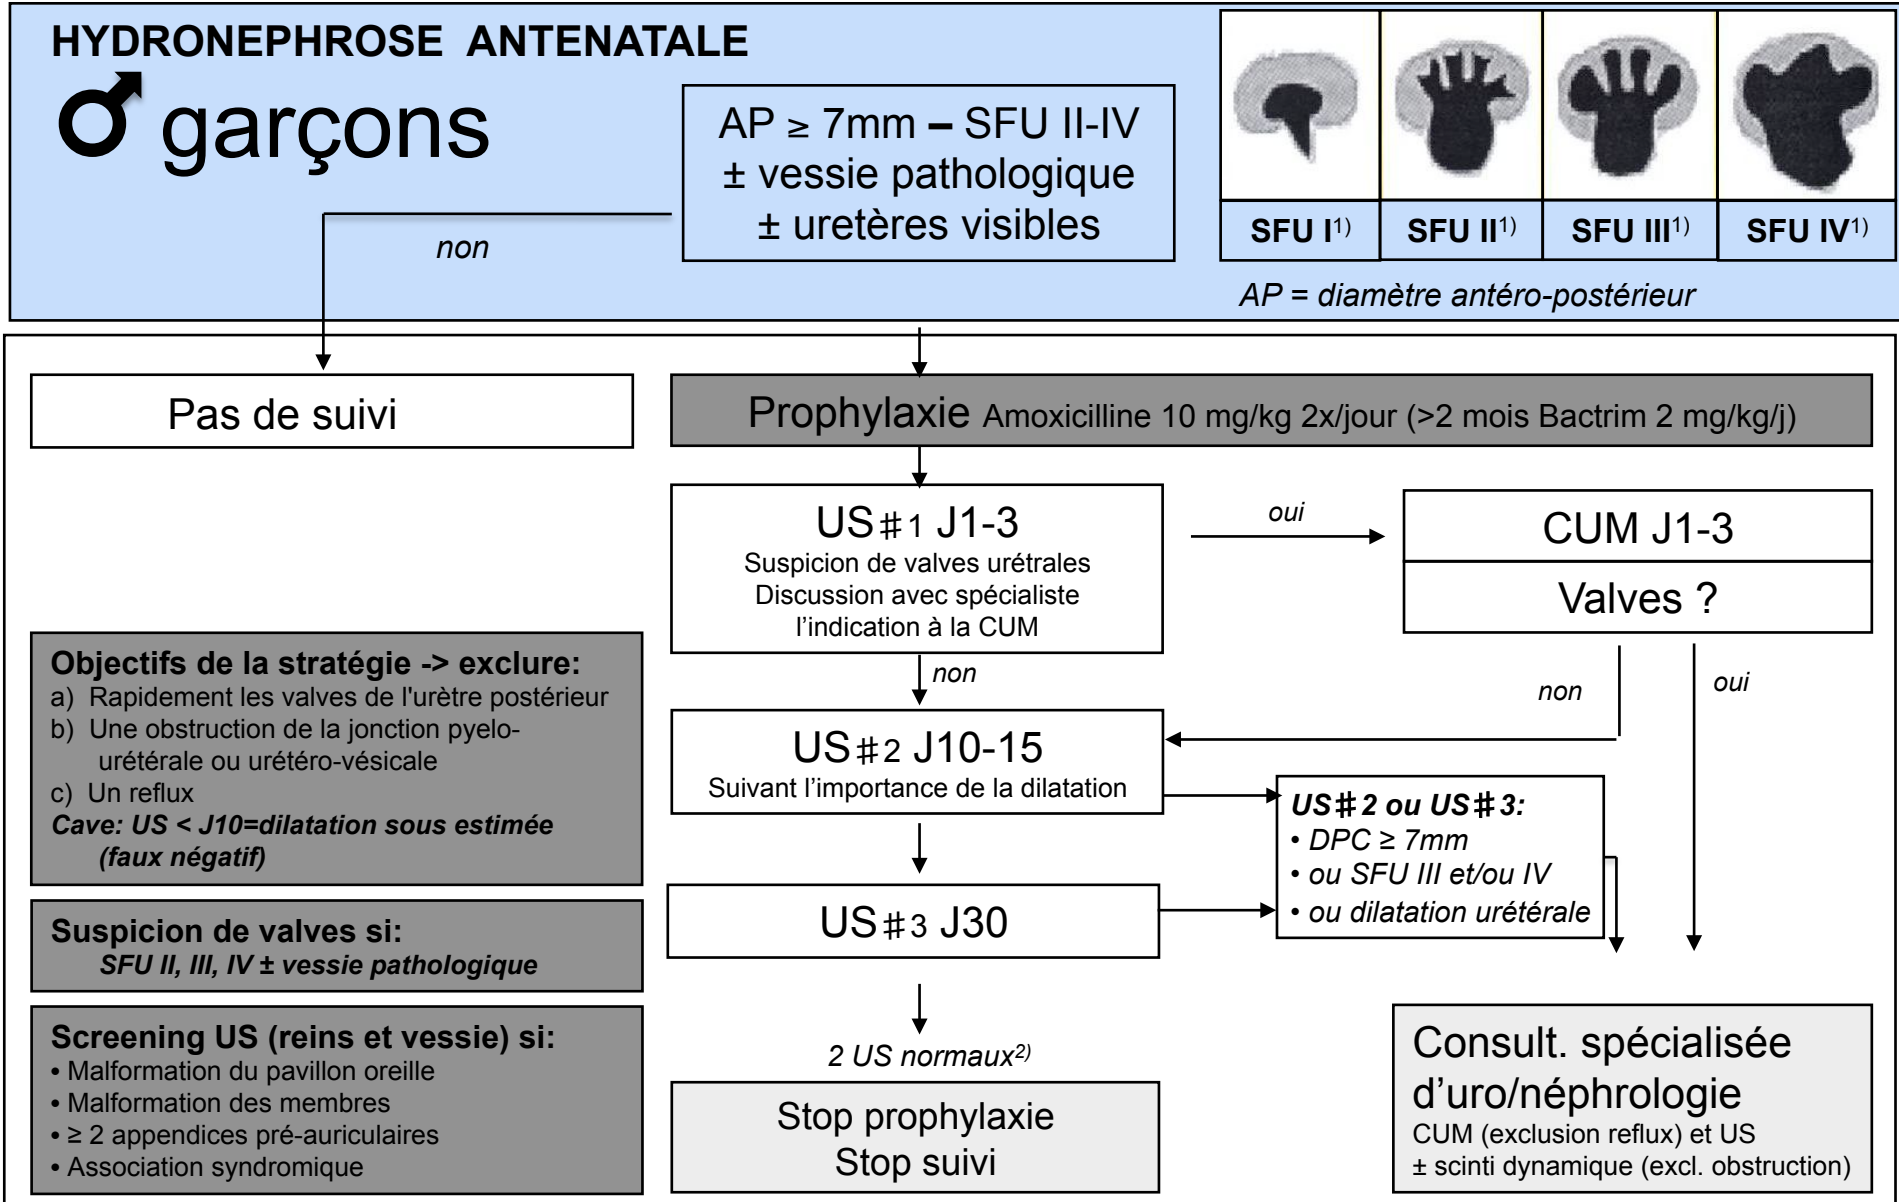 HYDRONEPHROSE ANTENATALE
♂ garçons
AP ≥ 7mm – SFU II-IV
± vessie pathologique
± uretères visibles
SFU I¹⁾
SFU II¹⁾
SFU III¹⁾
SFU IV¹⁾
AP = diamètre antéro-postérieur
non
Pas de suivi
Prophylaxie Amoxicilline 10 mg/kg 2x/jour (>2 mois Bactrim 2 mg/kg/j)
US♯1 J1-3
Suspicion de valves urétrales
Discussion avec spécialiste
l'indication à la CUM
oui
CUM J1-3
Valves ?
non
non
oui
US♯2 J10-15
Suivant l'importance de la dilatation
US♯2 ou US♯3:
• DPC ≥ 7mm
• ou SFU III et/ou IV
• ou dilatation urétérale
US♯3 J30
2 US normaux²⁾
Stop prophylaxie
Stop suivi
Consult. spécialisée
d'uro/néphrologie
CUM (exclusion reflux) et US
± scinti dynamique (excl. obstruction)
Objectifs de la stratégie -> exclure:
a) Rapidement les valves de l'urètre postérieur
b) Une obstruction de la jonction pyelo-
urétérale ou urétéro-vésicale
c) Un reflux
Cave: US < J10=dilatation sous estimée
(faux négatif)
Suspicion de valves si:
SFU II, III, IV ± vessie pathologique
Screening US (reins et vessie) si:
• Malformation du pavillon oreille
• Malformation des membres
• ≥ 2 appendices pré-auriculaires
• Association syndromique